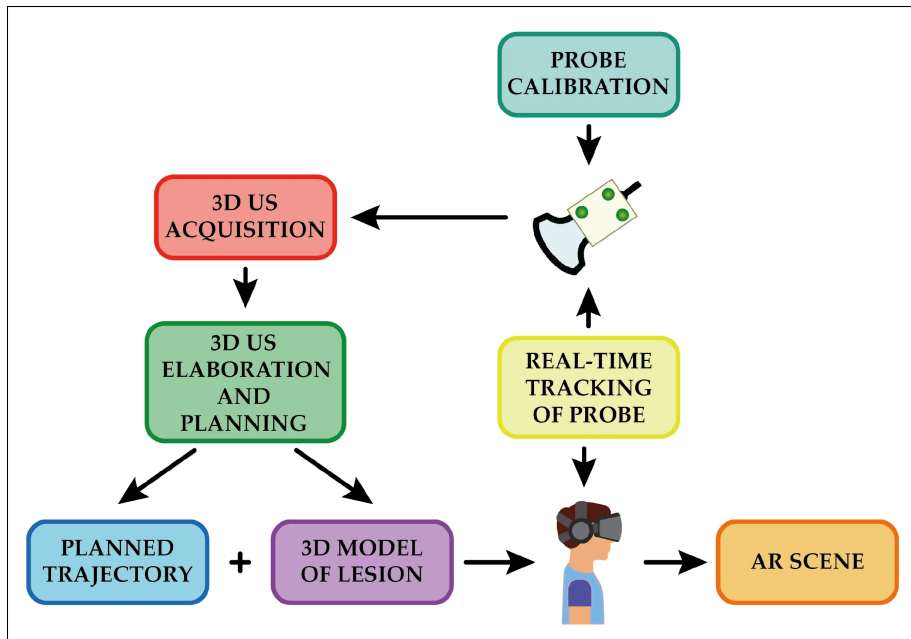 PROBE
CALIBRATION
3D US
ACQUISITION
3D US
ELABORATION
AND
PLANNING
REAL-TIME
TRACKING
OF PROBE
PLANNED
TRAJECTORY
+
3D MODEL
OF LESION
AR SCENE